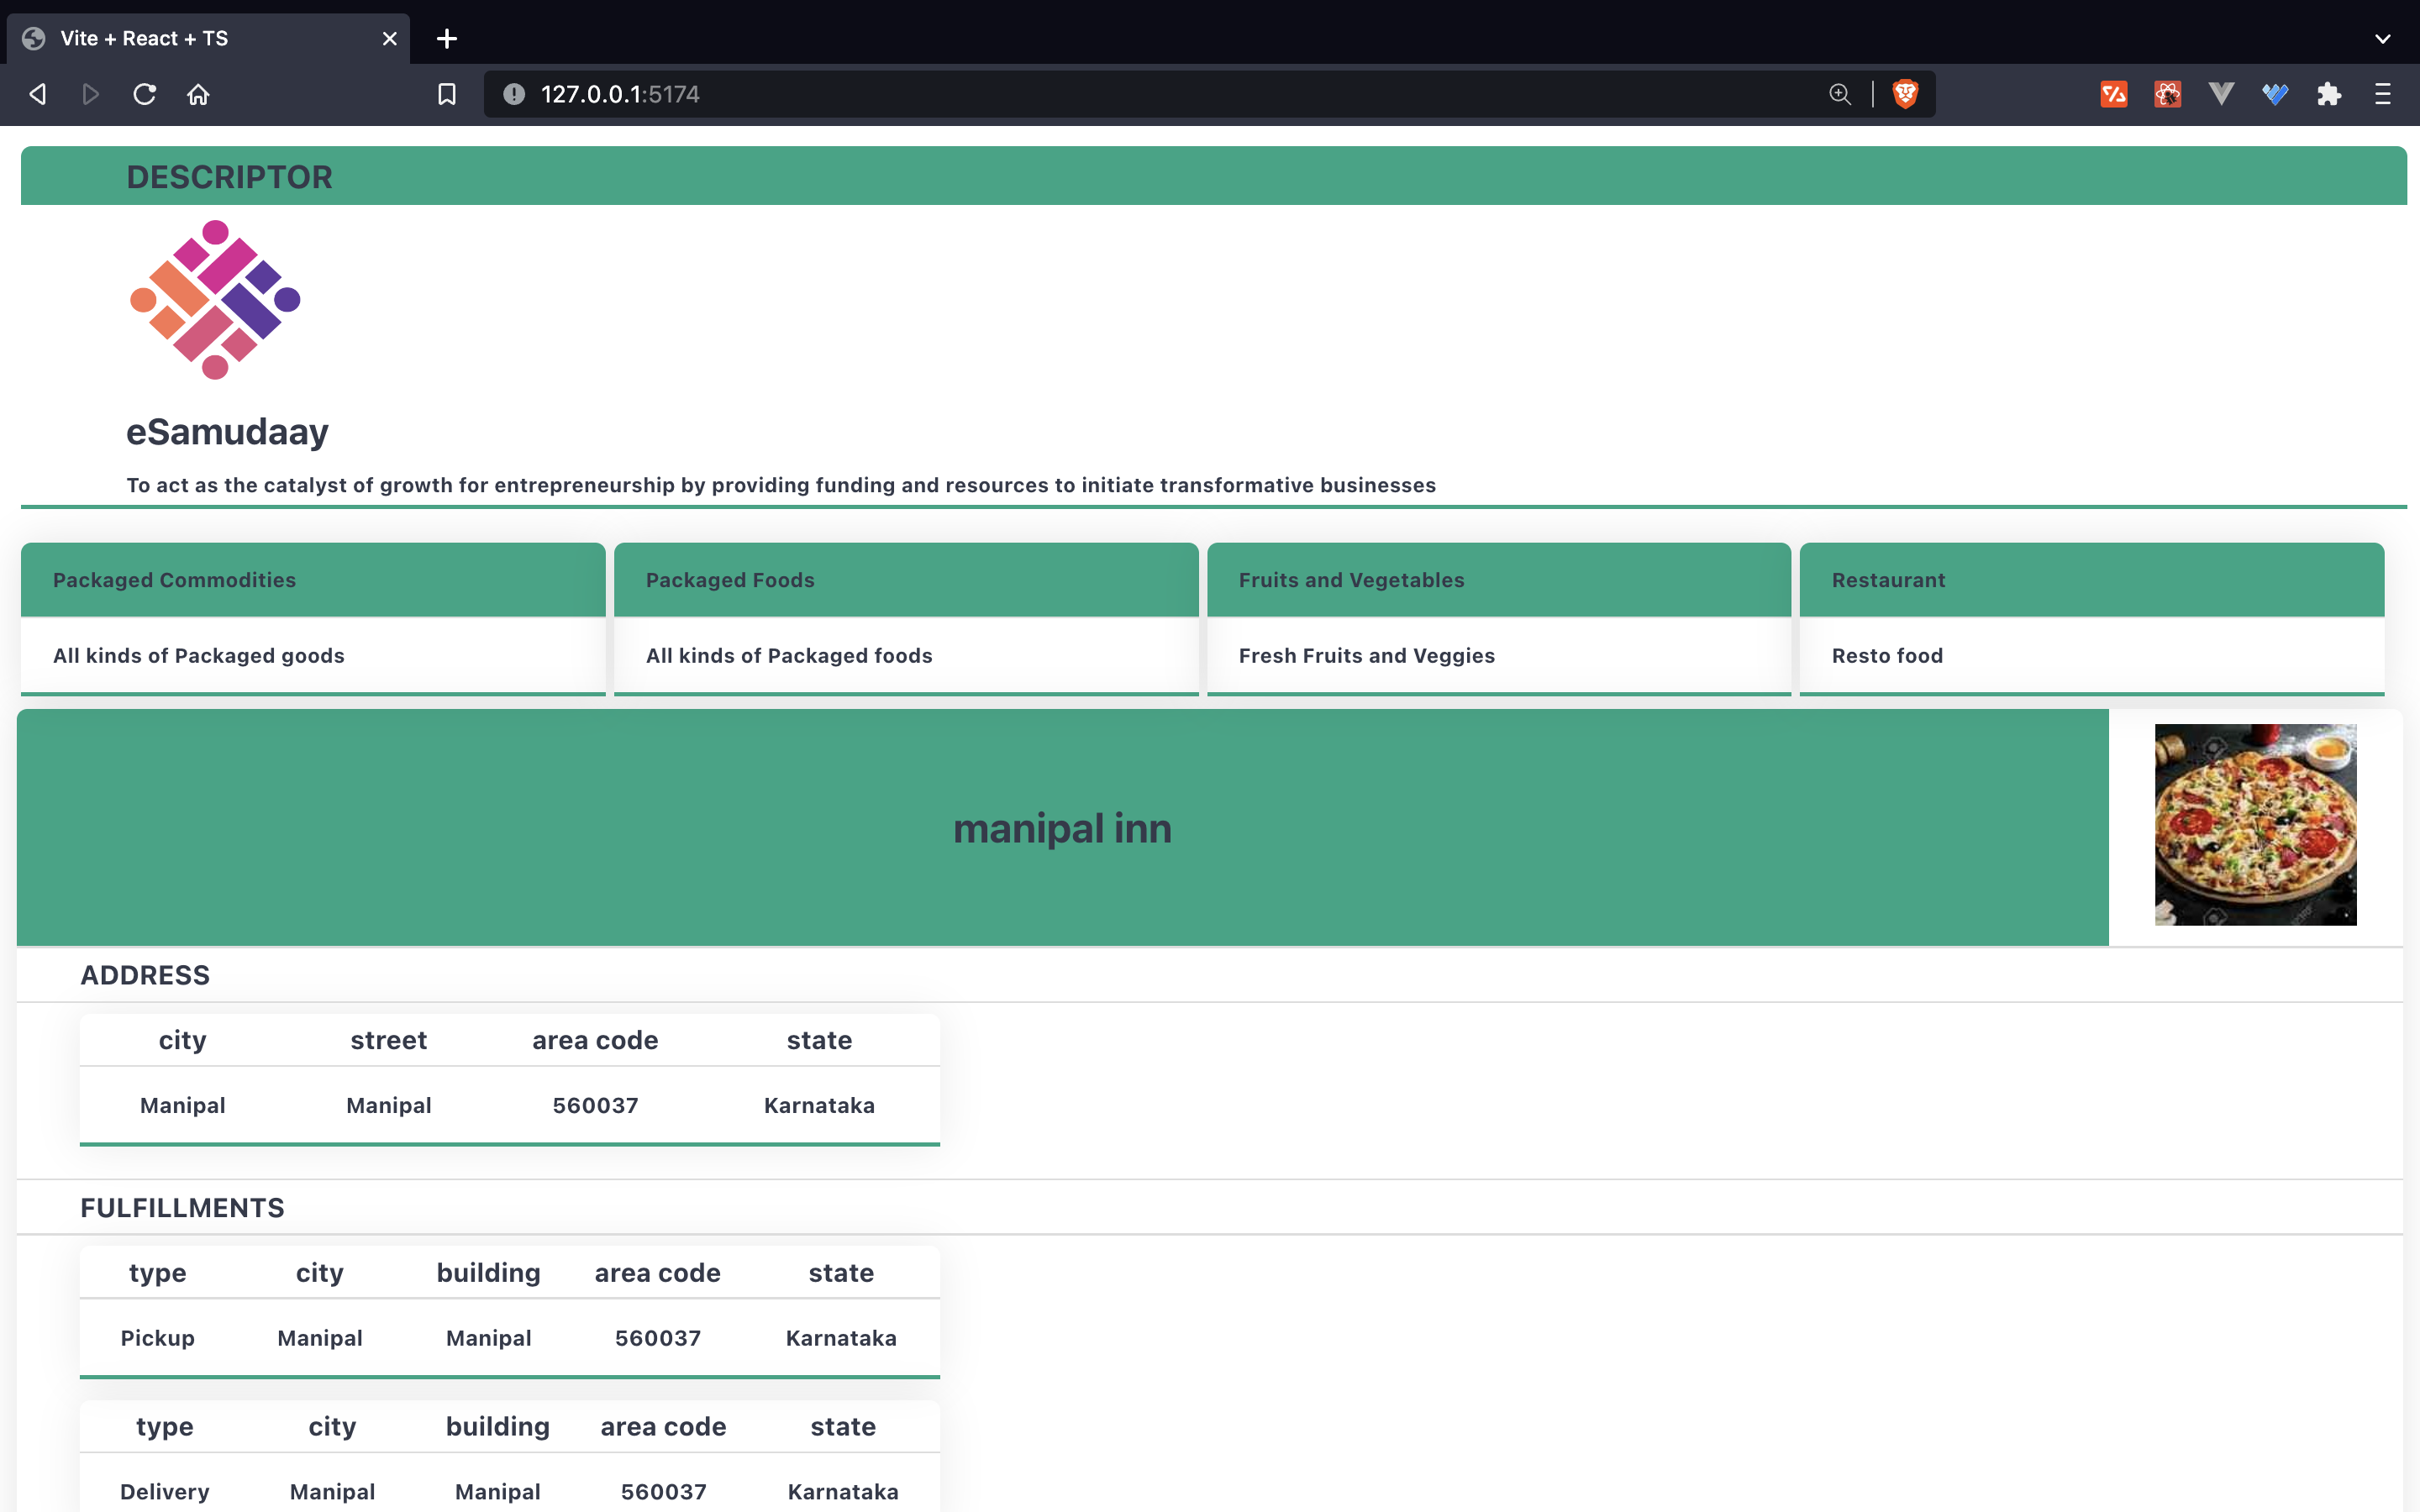 Vite + React + TS
127.0.0.1:5174
DESCRIPTOR
eSamudaay
To act as the catalyst of growth for entrepreneurship by providing funding and resources to initiate transformative businesses
Packaged Commodities Packaged Foods Fruits and Vegetables Restaurant
All kinds of Packaged goods All kinds of Packaged foods Fresh Fruits and Veggies Resto food
manipal inn
ADDRESS
city street area code state
Manipal Manipal 560037 Karnataka
FULFILLMENTS
type city building area code state
Pickup Manipal Manipal 560037 Karnataka
type city building area code state
Delivery Manipal Manipal 560037 Karnataka